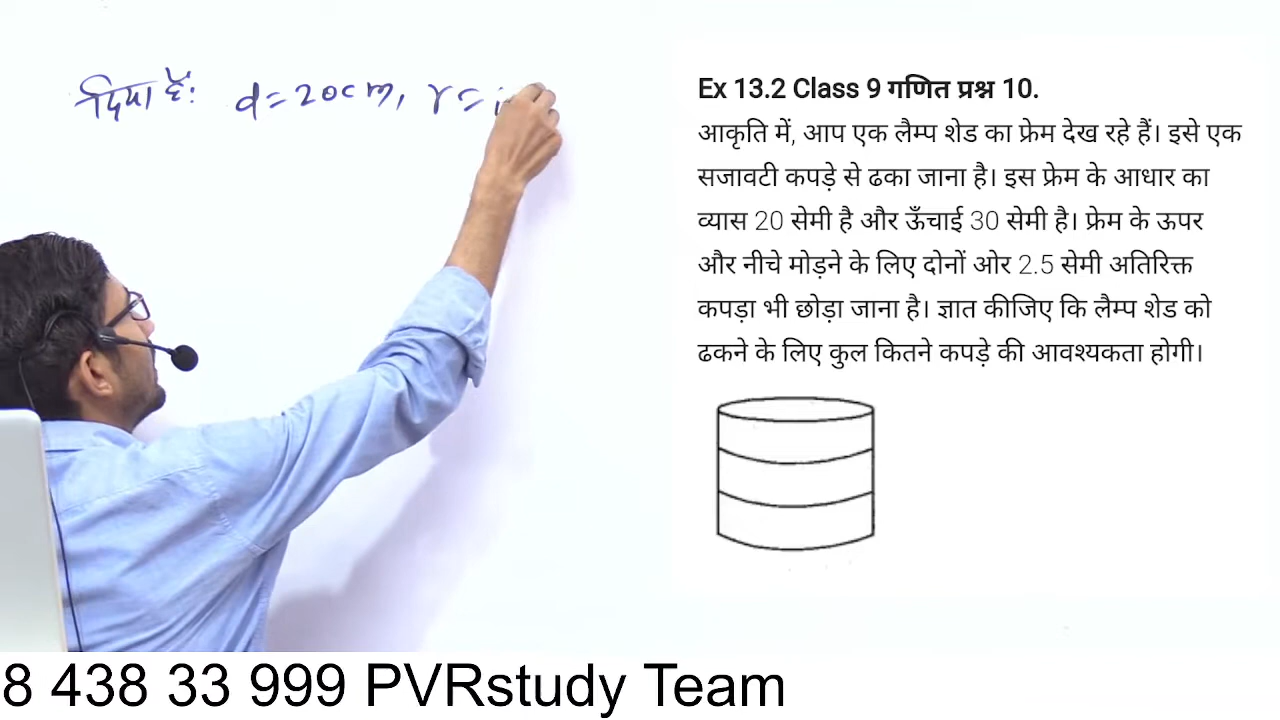 दिया है: d = 20cm, r =
Ex 13.2 Class 9 गणित प्रश्न 10.
आकृति में, आप एक लैम्प शेड का फ्रेम देख रहे हैं। इसे एक
सजावटी कपड़े से ढका जाना है। इस फ्रेम के आधार का
व्यास 20 सेमी है और ऊँचाई 30 सेमी है। फ्रेम के ऊपर
और नीचे मोड़ने के लिए दोनों ओर 2.5 सेमी अतिरिक्त
कपड़ा भी छोड़ा जाना है। ज्ञात कीजिए कि लैम्प शेड को
ढकने के लिए कुल कितने कपड़े की आवश्यकता होगी।
8 438 33 999 PVRstudy Team